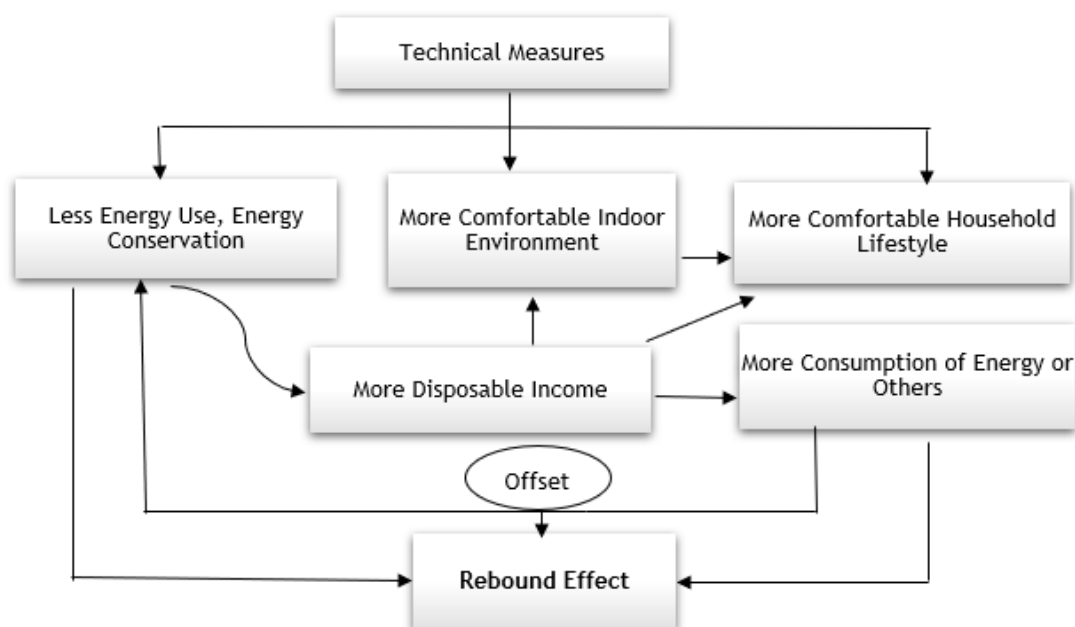 Technical Measures
Less Energy Use, Energy
Conservation
More Comfortable Indoor
Environment
More Comfortable Household
Lifestyle
More Disposable Income
More Consumption of Energy or
Others
Offset
Rebound Effect